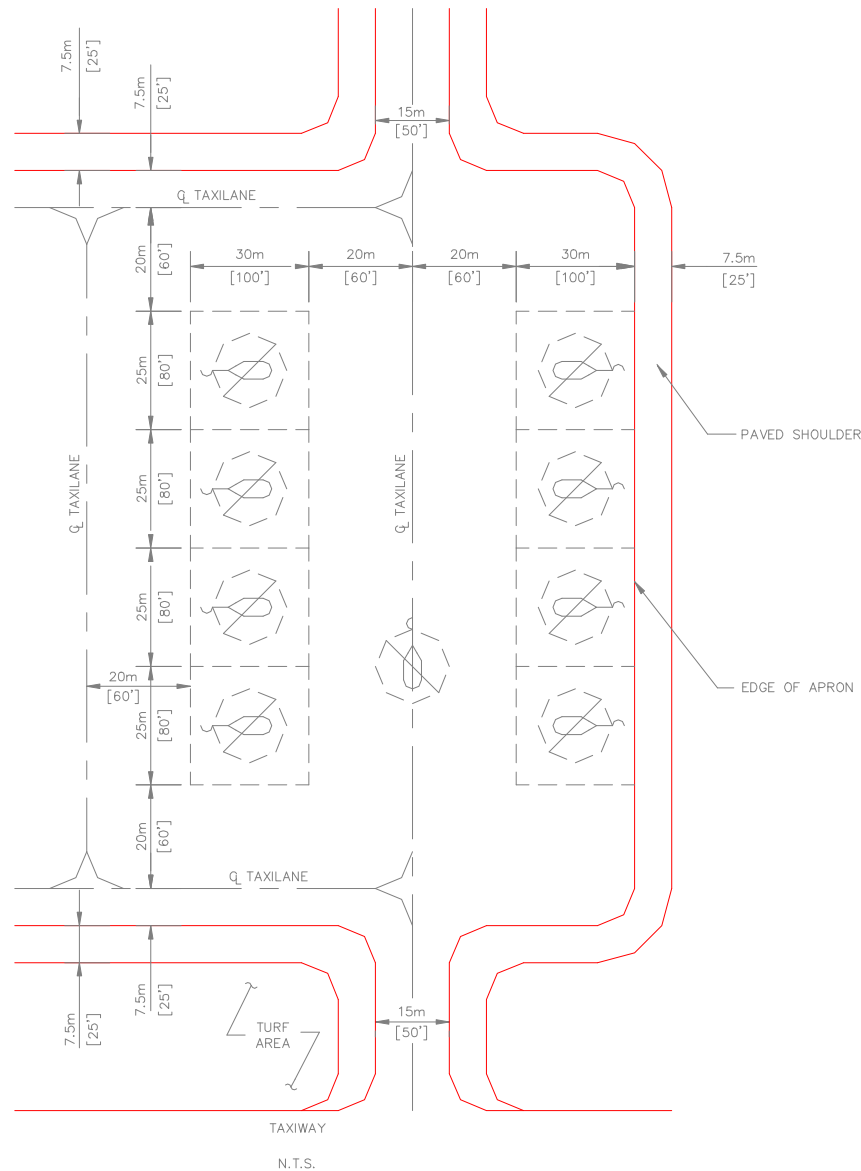 7.5m
[25']
7.5m
[25']
15m
[50']
℄ TAXILANE
20m
[60']
30m
[100']
20m
[60']
20m
[60']
30m
[100']
7.5m
[25']
25m
[80']
PAVED SHOULDER
25m
[80']
℄ TAXILANE
℄ TAXILANE
25m
[80']
20m
[60']
25m
[80']
EDGE OF APRON
20m
[60']
℄ TAXILANE
7.5m
[25']
7.5m
[25']
15m
[50']
TURF
AREA
TAXIWAY
N.T.S.